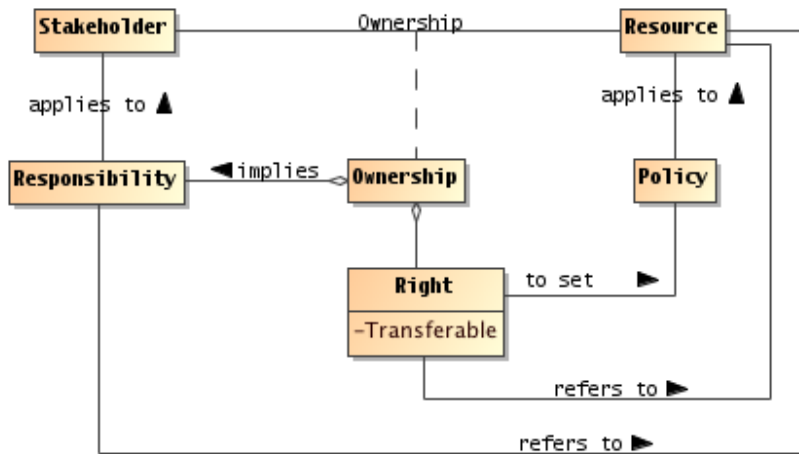 Stakeholder
Ownership
Resource
applies to
applies to
Responsibility
implies
Ownership
Policy
Right
to set
-Transferable
refers to
refers to